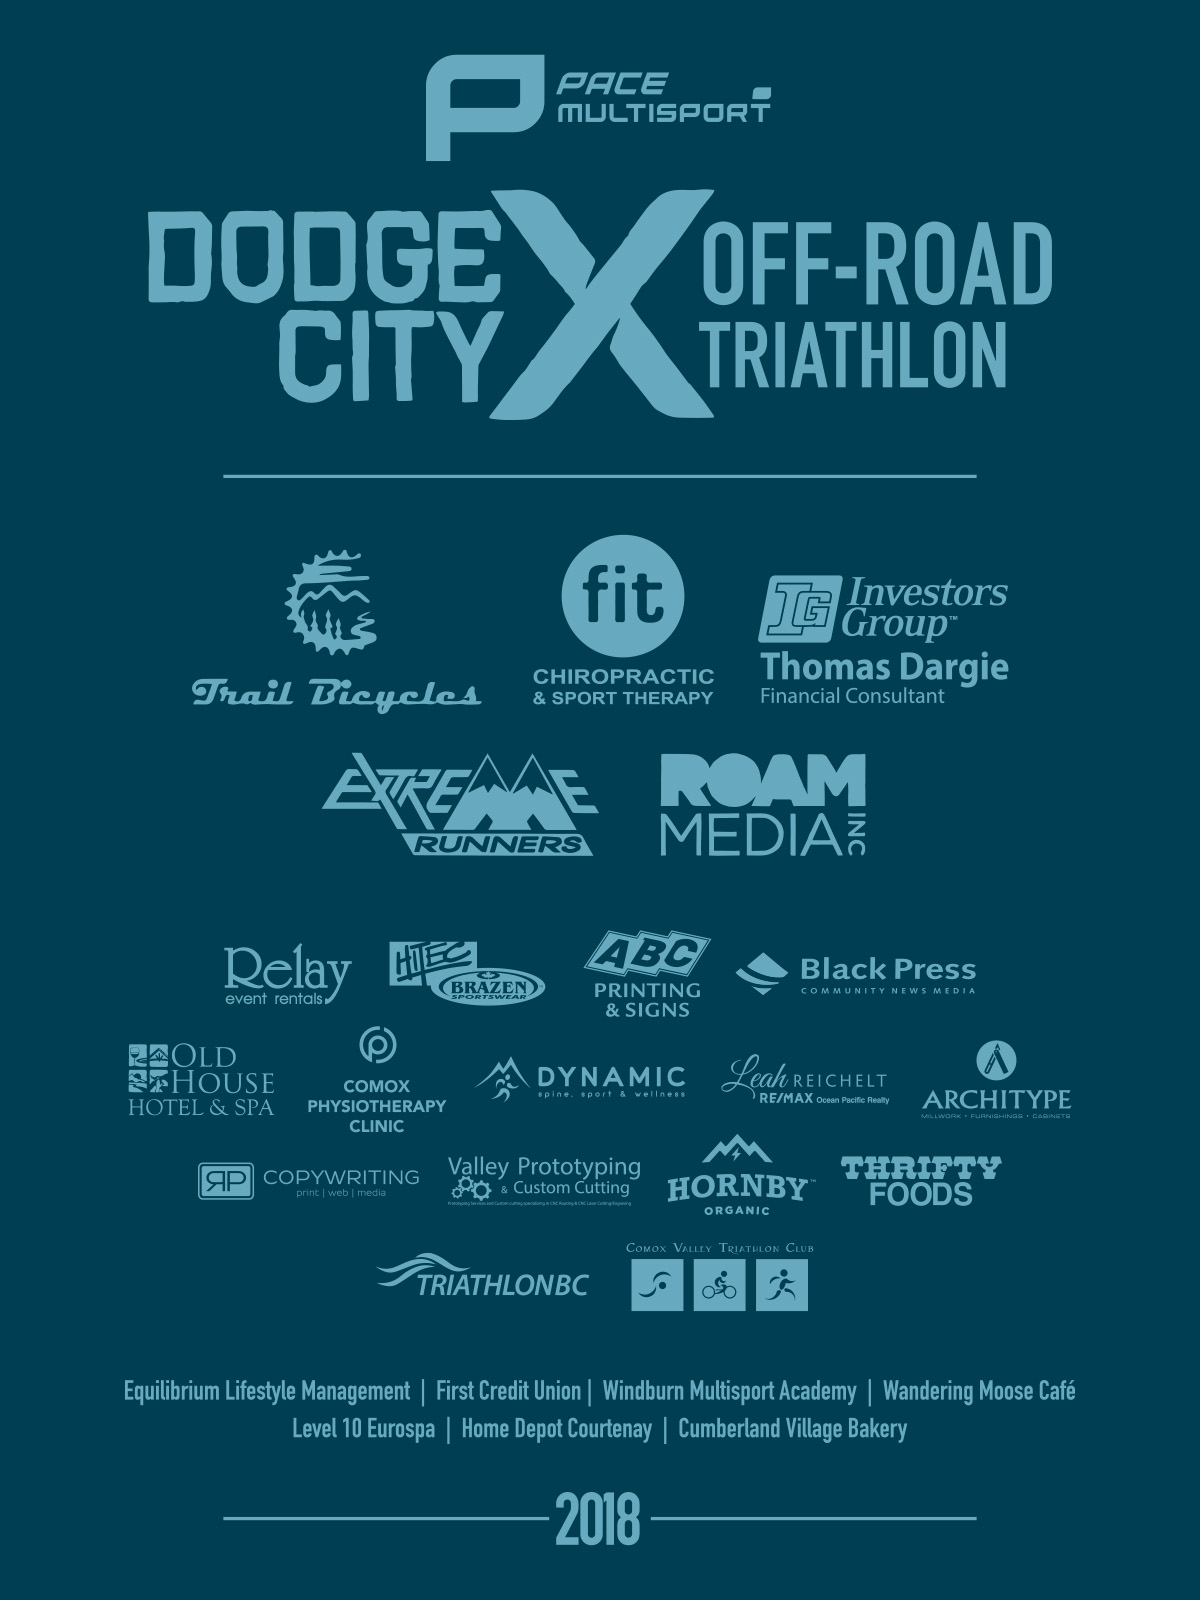 PACE
MULTISPORT
DODGE CITY X OFF-ROAD TRIATHLON
fit
CHIROPRACTIC
& SPORT THERAPY
Trail Bicycles
IG Investors
Group™
Thomas Dargie
Financial Consultant
EXTREME
RUNNERS
ROAM
MEDIA INC
Relay
event rentals
HITEC
BRAZEN
SPORTSWEAR
ABC
PRINTING
& SIGNS
Black Press
COMMUNITY NEWS MEDIA
OLD
HOUSE
HOTEL & SPA
COMOX
PHYSIOTHERAPY
CLINIC
DYNAMIC
spine, sport & wellness
Leah REICHELT
RE/MAX Ocean Pacific Realty
ARCHITYPE
MILLWORK • FURNISHINGS • CABINETS
RP COPYWRITING
print | web | media
Valley Prototyping
& Custom Cutting
HORNBY™
ORGANIC
THRIFTY
FOODS
TRIATHLON BC
COMOX VALLEY TRIATHLON CLUB
Equilibrium Lifestyle Management | First Credit Union | Windburn Multisport Academy | Wandering Moose Café
Level 10 Eurospa | Home Depot Courtenay | Cumberland Village Bakery
2018